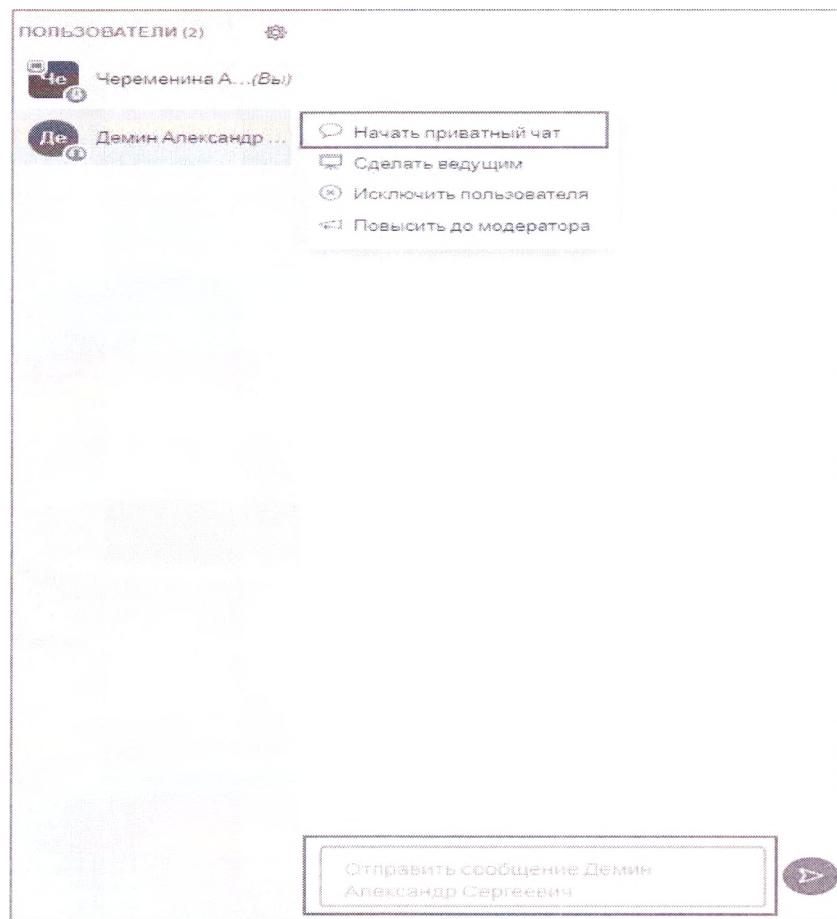 ПОЛЬЗОВАТЕЛИ (2)
Че
Череменина А...(Вы)
Де
Демин Александр ...
Начать приватный чат
Сделать ведущим
Исключить пользователя
Повысить до модератора
Отправить сообщение Демин
Александр Сергеевич